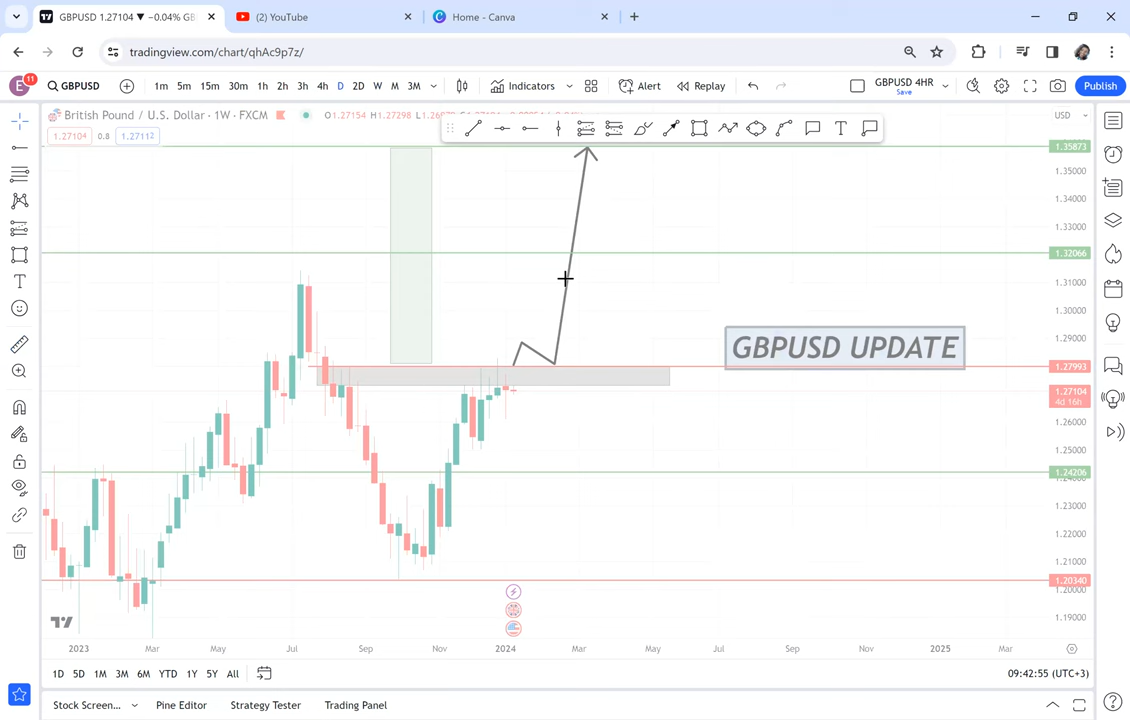 GBPUSD 1.27104 ▼ −0.04% GB
(2) YouTube
Home - Canva
tradingview.com/chart/qhAc9p7z/
E
11
GBPUSD
1m 5m 15m 30m 1h 2h 3h 4h D 2D W M 3M
Indicators
Alert
Replay
GBPUSD 4HR
Save
Publish
British Pound / U.S. Dollar · 1W · FXCM
O1.27154 H1.27298
USD
1.27104
0.8
1.27112
1.35873
1.35000
1.34000
1.33000
1.32066
1.31000
1.30000
1.29000
GBPUSD UPDATE
1.27993
1.27104
4d 16h
1.26000
1.25000
1.24206
1.23000
1.22000
1.21000
1.20340
1.20000
1.19000
2023 Mar May Jul Sep Nov 2024 Mar May Jul Sep Nov 2025 Mar
1D 5D 1M 3M 6M YTD 1Y 5Y All
09:42:55 (UTC+3)
Stock Screen...
Pine Editor
Strategy Tester
Trading Panel